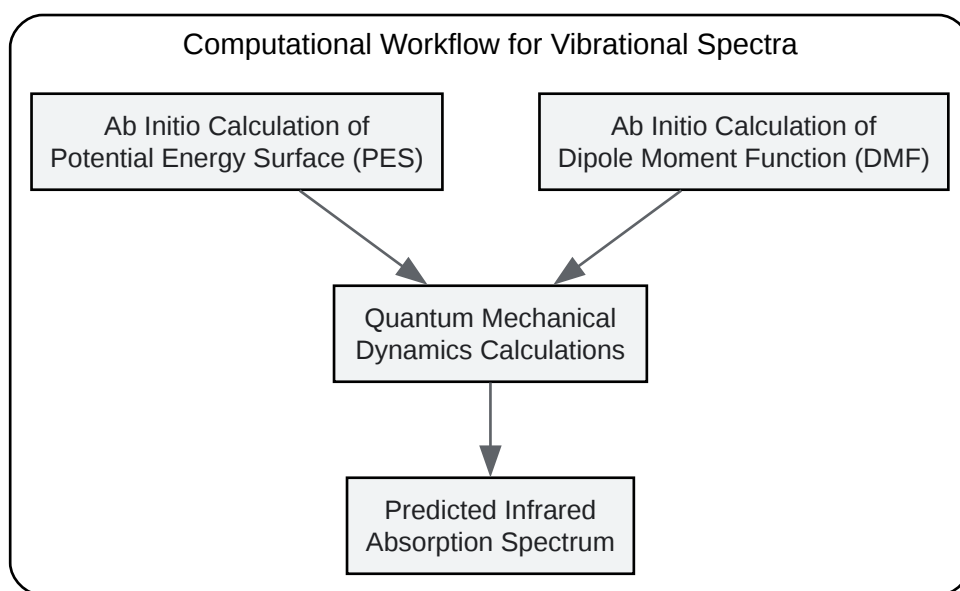 Computational Workflow for Vibrational Spectra
Ab Initio Calculation of
Potential Energy Surface (PES)
Ab Initio Calculation of
Dipole Moment Function (DMF)
Quantum Mechanical
Dynamics Calculations
Predicted Infrared
Absorption Spectrum